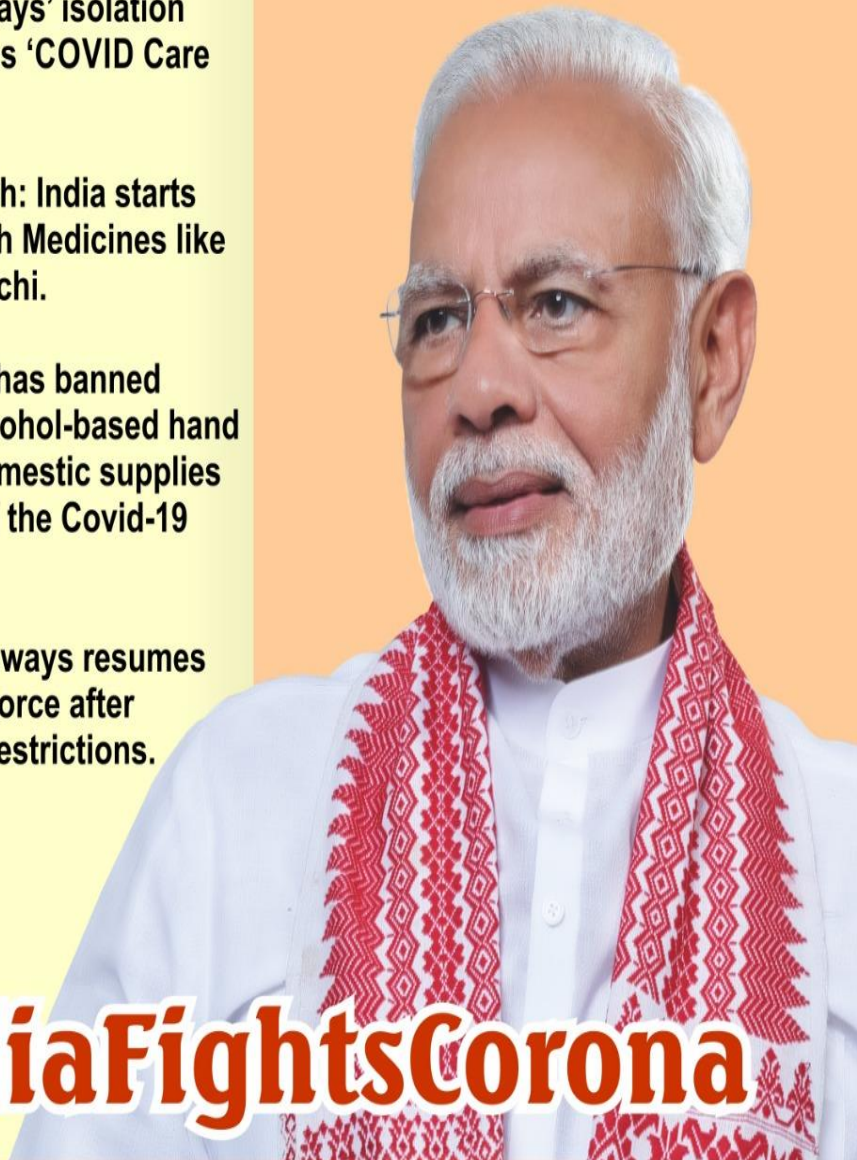 ays' isolation
s ‘COVID Care
h: India starts
h Medicines like
chi.
has banned
ohol-based hand
mestic supplies
the Covid-19
ways resumes
orce after
estrictions.
iaFightsCorona